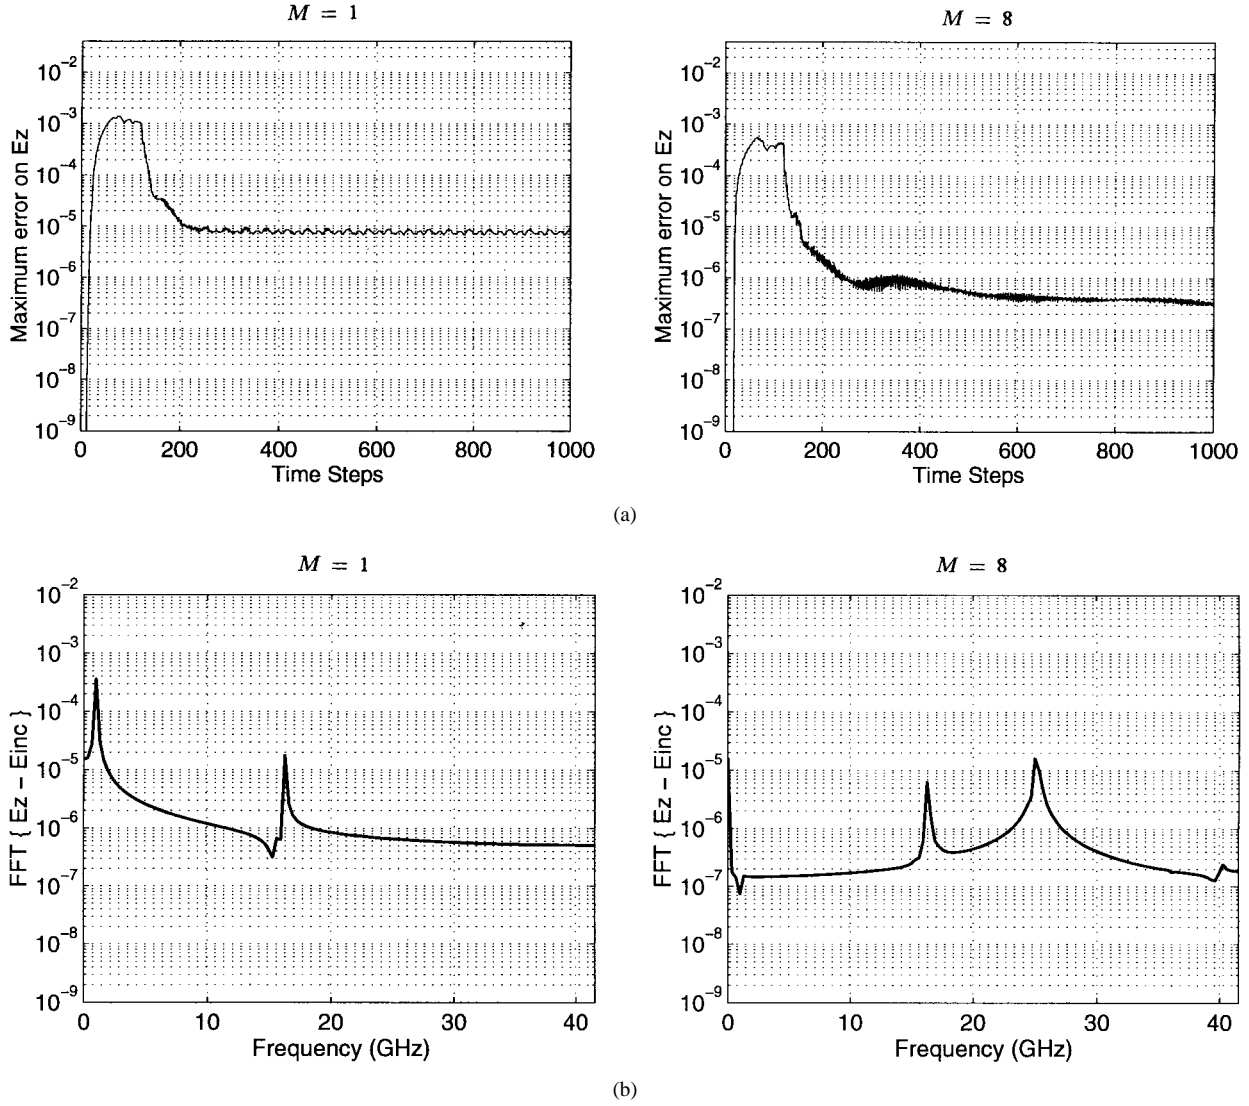 M = 1
M = 8
Maximum error on Ez
10⁻²
10⁻³
10⁻⁴
10⁻⁵
10⁻⁶
10⁻⁷
10⁻⁸
10⁻⁹
0 200 400 600 800 1000
Time Steps
Maximum error on Ez
10⁻²
10⁻³
10⁻⁴
10⁻⁵
10⁻⁶
10⁻⁷
10⁻⁸
10⁻⁹
0 200 400 600 800 1000
Time Steps
(a)
M = 1
M = 8
FFT { Ez – Einc }
10⁻²
10⁻³
10⁻⁴
10⁻⁵
10⁻⁶
10⁻⁷
10⁻⁸
10⁻⁹
0 10 20 30 40
Frequency (GHz)
FFT { Ez – Einc }
10⁻²
10⁻³
10⁻⁴
10⁻⁵
10⁻⁶
10⁻⁷
10⁻⁸
10⁻⁹
0 10 20 30 40
Frequency (GHz)
(b)